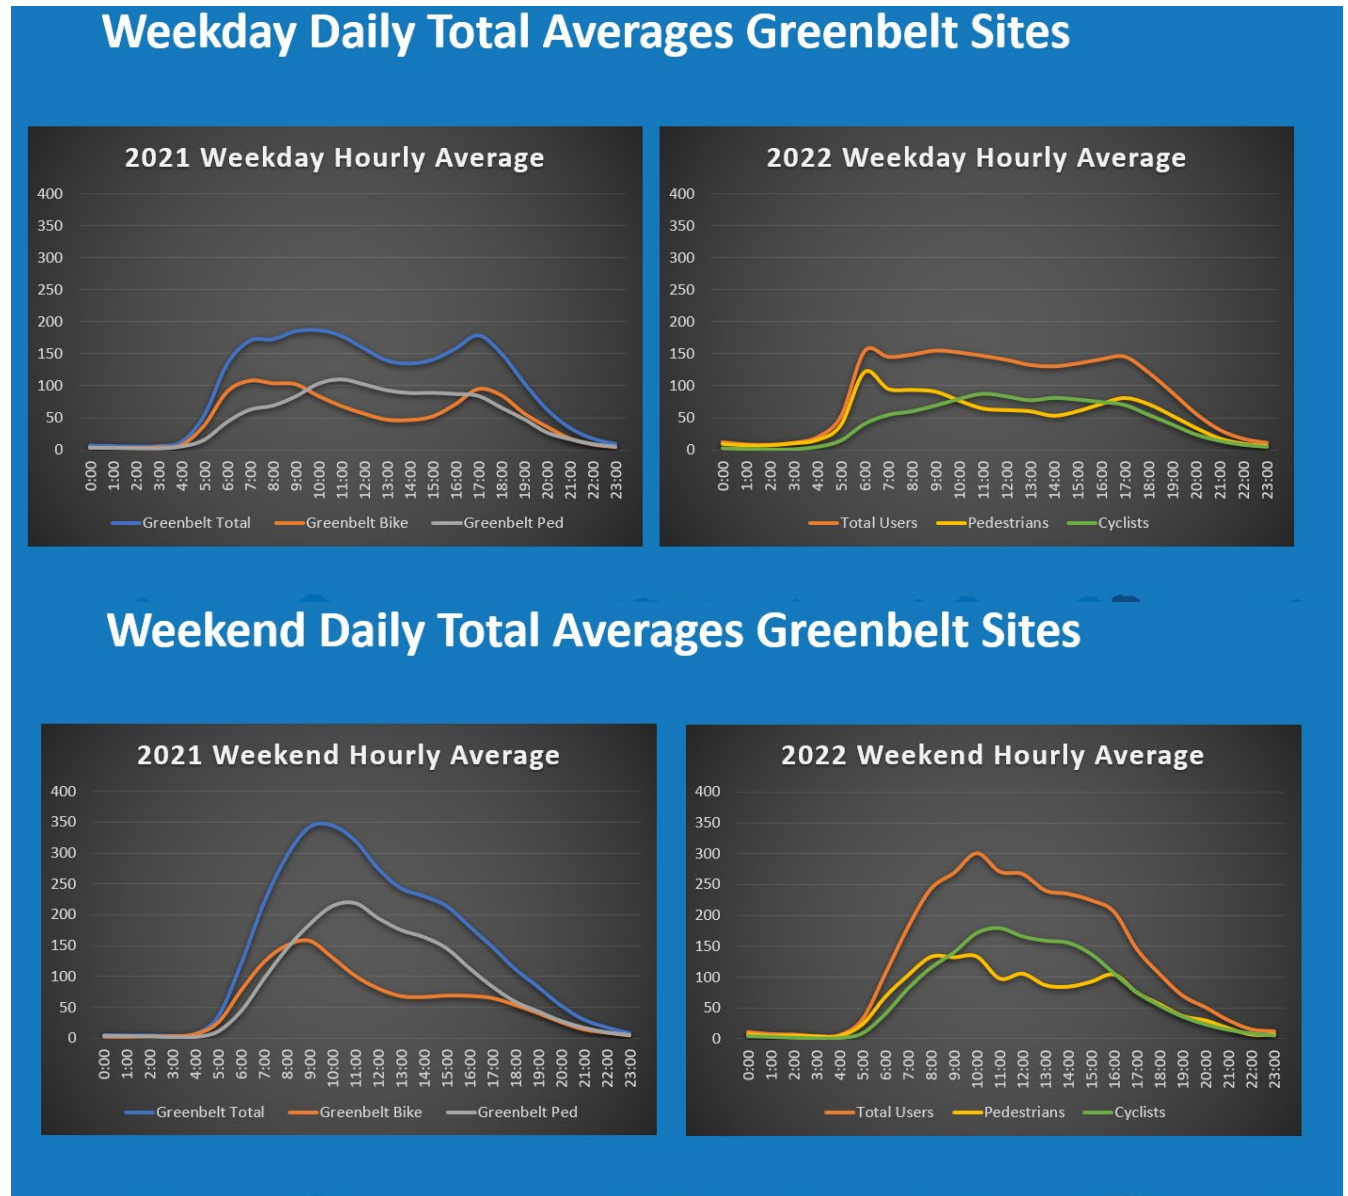 Weekday Daily Total Averages Greenbelt Sites
2021 Weekday Hourly Average
400
350
300
250
200
150
100
50
0
0:00 1:00 2:00 3:00 4:00 5:00 6:00 7:00 8:00 9:00 10:00 11:00 12:00 13:00 14:00 15:00 16:00 17:00 18:00 19:00 20:00 21:00 22:00 23:00
Greenbelt Total Greenbelt Bike Greenbelt Ped
2022 Weekday Hourly Average
400
350
300
250
200
150
100
50
0
0:00 1:00 2:00 3:00 4:00 5:00 6:00 7:00 8:00 9:00 10:00 11:00 12:00 13:00 14:00 15:00 16:00 17:00 18:00 19:00 20:00 21:00 22:00 23:00
Total Users Pedestrians Cyclists
Weekend Daily Total Averages Greenbelt Sites
2021 Weekend Hourly Average
400
350
300
250
200
150
100
50
0
0:00 1:00 2:00 3:00 4:00 5:00 6:00 7:00 8:00 9:00 10:00 11:00 12:00 13:00 14:00 15:00 16:00 17:00 18:00 19:00 20:00 21:00 22:00 23:00
Greenbelt Total Greenbelt Bike Greenbelt Ped
2022 Weekend Hourly Average
400
350
300
250
200
150
100
50
0
0:00 1:00 2:00 3:00 4:00 5:00 6:00 7:00 8:00 9:00 10:00 11:00 12:00 13:00 14:00 15:00 16:00 17:00 18:00 19:00 20:00 21:00 22:00 23:00
Total Users Pedestrians Cyclists